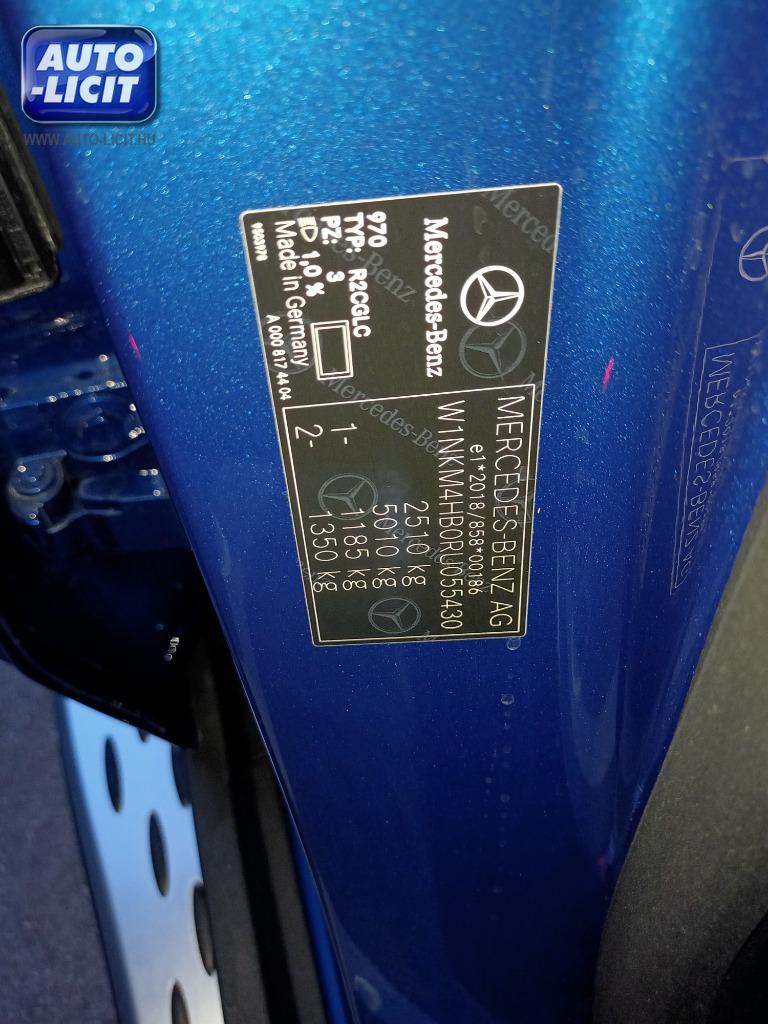 AUTO
-LICIT
WWW.AUTO-LICIT.HU
Mercedes-Benz
970
TYP: R2CGLC
PZ: 3
1,0 %
Made in Germany
A 000 817 44 04
9503970
MERCEDES-BENZ AG
e1*2018/858*00186
W1NKM4HB0RU055430
2510 kg
5010 kg
1- 1185 kg
2- 1350 kg